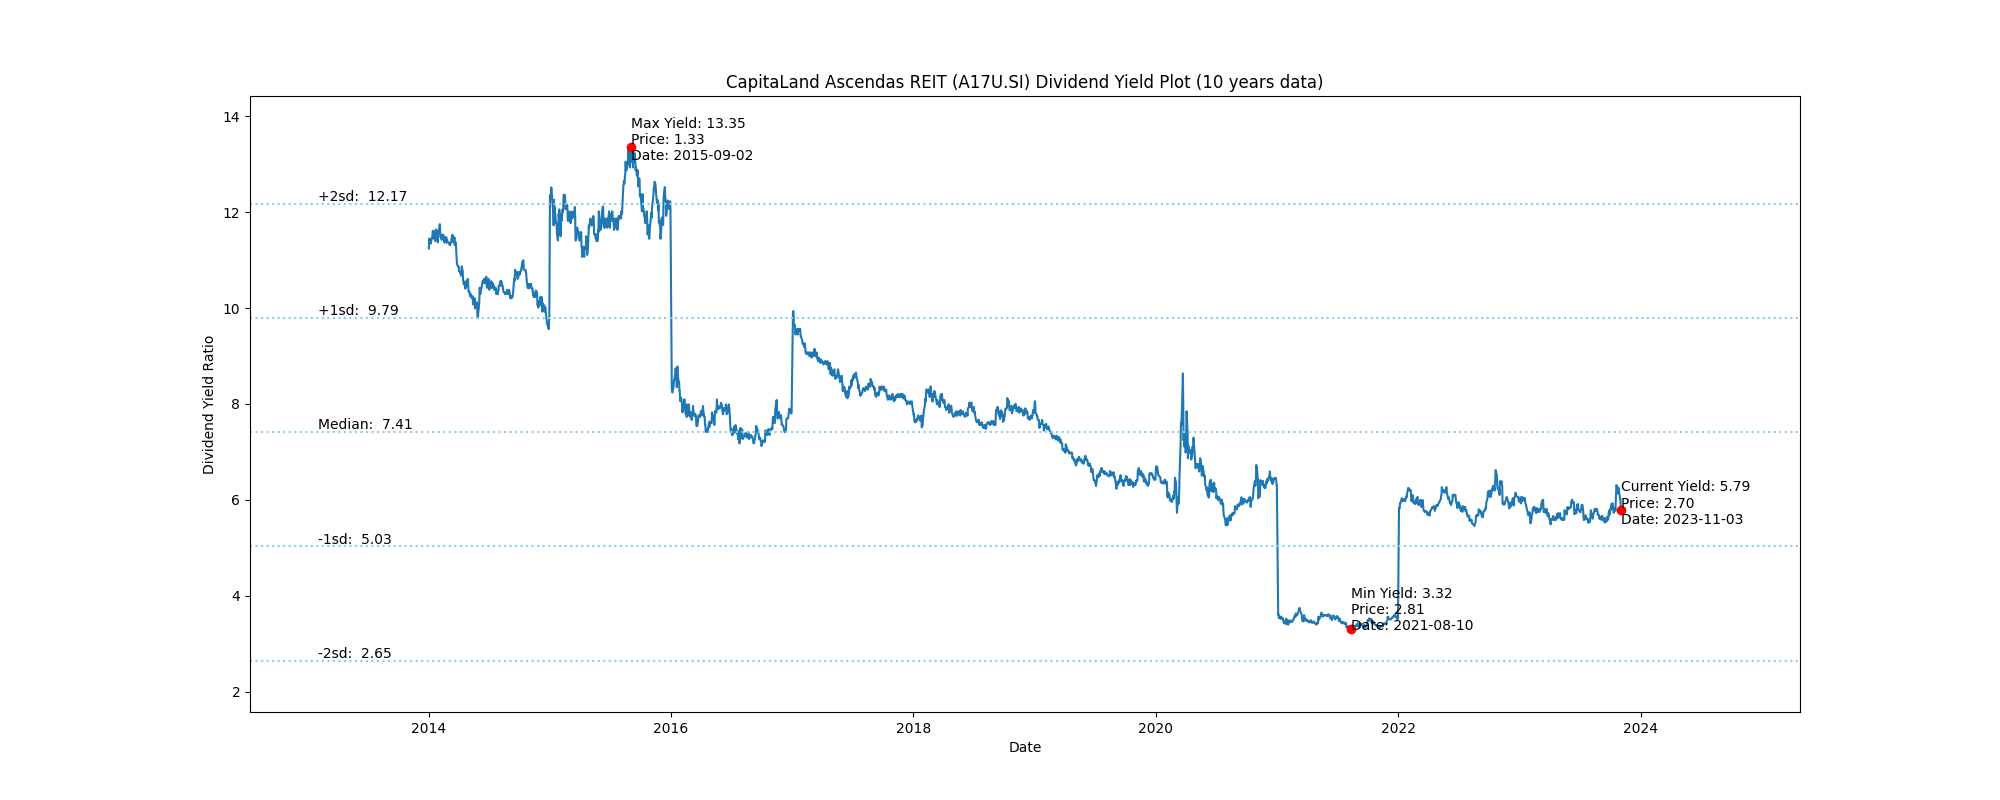 CapitaLand Ascendas REIT (A17U.SI) Dividend Yield Plot (10 years data)
14
12
10
8
6
4
2
Dividend Yield Ratio
+2sd: 12.17
+1sd: 9.79
Median: 7.41
-1sd: 5.03
-2sd: 2.65
Max Yield: 13.35
Price: 1.33
Date: 2015-09-02
Current Yield: 5.79
Price: 2.70
Date: 2023-11-03
Min Yield: 3.32
Price: 2.81
Date: 2021-08-10
2014
2016
2018
2020
2022
2024
Date